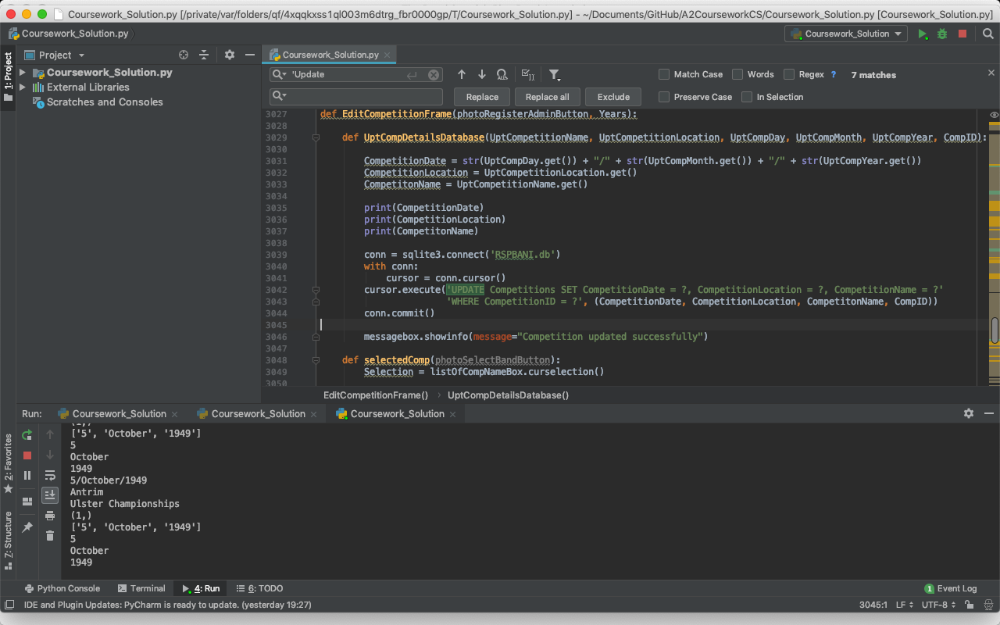 Coursework_Solution.py [/private/var/folders/qf/4xqqkxss1ql003m6dtrg_fbr0000gp/T/Coursework_Solution.py] - ~/Documents/GitHub/A2CourseworkCS/Coursework_Solution.py [Coursework_Solution.py]
Coursework_Solution.py
Coursework_Solution
1: Project
Project
Coursework_Solution.py
External Libraries
Scratches and Consoles
Coursework_Solution.py
'Update
Match Case
Words
Regex ?
7 matches
Replace
Replace all
Exclude
Preserve Case
In Selection
3027 def EditCompetitionFrame(photoRegisterAdminButton, Years):
3028
3029 def UptCompDetailsDatabase(UptCompetitionName, UptCompetitionLocation, UptCompDay, UptCompMonth, UptCompYear, CompID):
3030
3031 CompetitionDate = str(UptCompDay.get()) + "/" + str(UptCompMonth.get()) + "/" + str(UptCompYear.get())
3032 CompetitionLocation = UptCompetitionLocation.get()
3033 CompetitonName = UptCompetitionName.get()
3034
3035 print(CompetitionDate)
3036 print(CompetitionLocation)
3037 print(CompetitonName)
3038
3039 conn = sqlite3.connect('RSPBANI.db')
3040 with conn:
3041 cursor = conn.cursor()
3042 cursor.execute('UPDATE Competitions SET CompetitionDate = ?, CompetitionLocation = ?, CompetitionName = ?'
3043 'WHERE CompetitionID = ?', (CompetitionDate, CompetitionLocation, CompetitonName, CompID))
3044 conn.commit()
3045
3046 messagebox.showinfo(message="Competition updated successfully")
3047
3048 def selectedComp(photoSelectBandButton):
3049 Selection = listOfCompNameBox.curselection()
3050
EditCompetitionFrame() › UptCompDetailsDatabase()
Run:
Coursework_Solution
Coursework_Solution
Coursework_Solution
(1,)
['5', 'October', '1949']
5
October
1949
5/October/1949
Antrim
Ulster Championships
(1,)
['5', 'October', '1949']
5
October
1949
2: Favorites
7: Structure
Python Console
Terminal
4: Run
6: TODO
1 Event Log
IDE and Plugin Updates: PyCharm is ready to update. (yesterday 19:27)
3045:1
LF
UTF-8